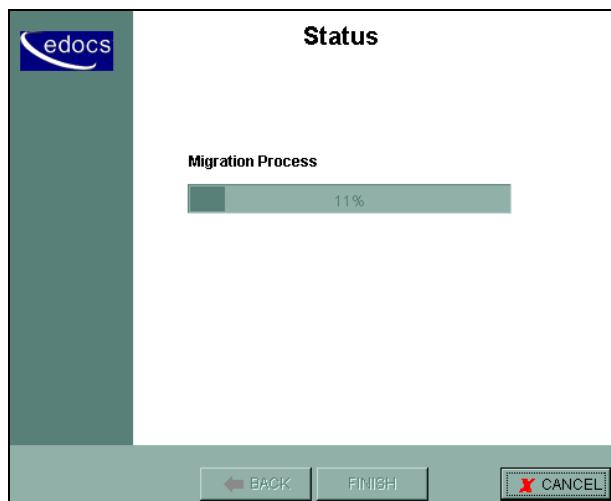 edocs
Status
Migration Process
11%
BACK
FINISH
CANCEL